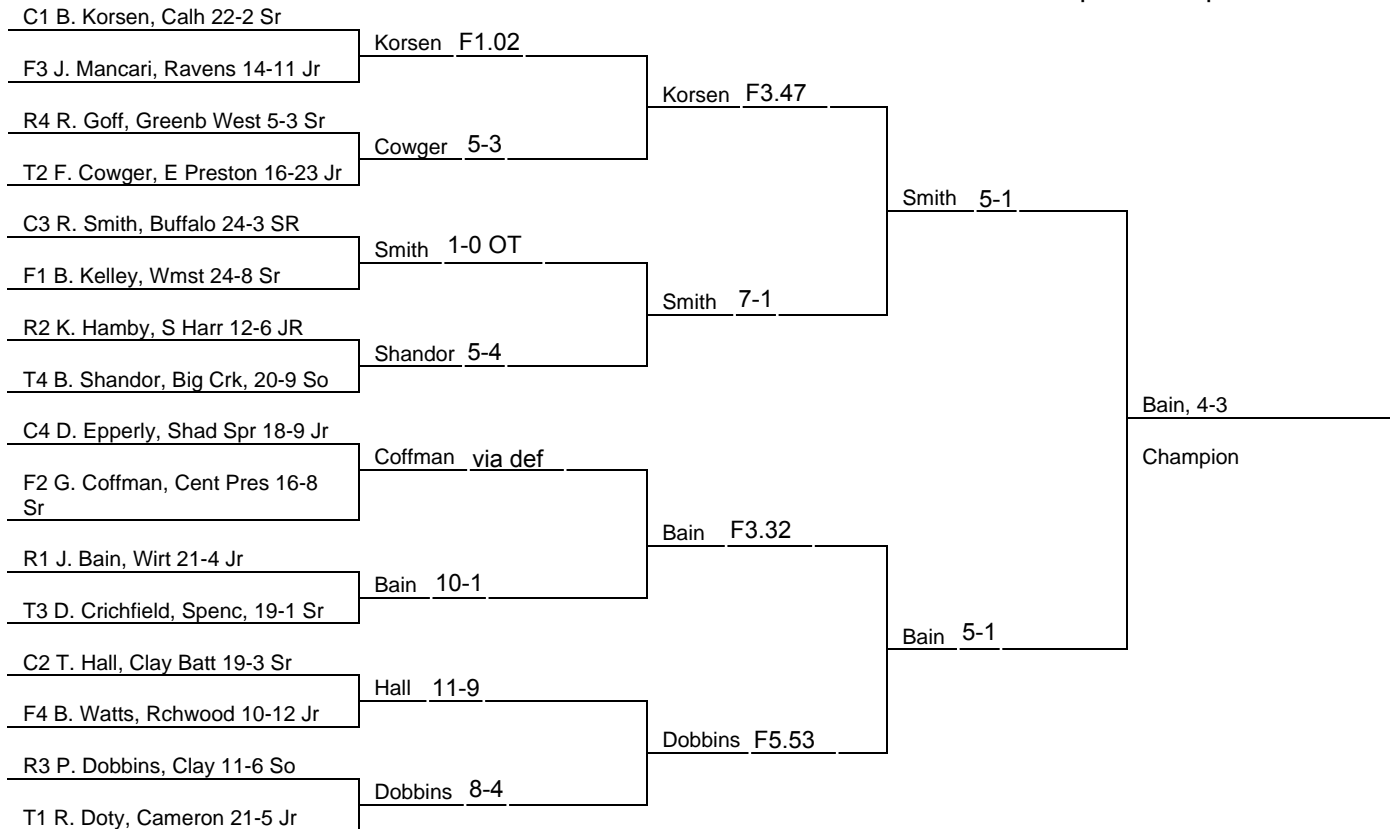 C1 B. Korsen, Calh 22-2 Sr
F3 J. Mancari, Ravens 14-11 Jr
R4 R. Goff, Greenb West 5-3 Sr
T2 F. Cowger, E Preston 16-23 Jr
C3 R. Smith, Buffalo 24-3 SR
F1 B. Kelley, Wmst 24-8 Sr
R2 K. Hamby, S Harr 12-6 JR
T4 B. Shandor, Big Crk, 20-9 So
C4 D. Epperly, Shad Spr 18-9 Jr
F2 G. Coffman, Cent Pres 16-8
Sr
R1 J. Bain, Wirt 21-4 Jr
T3 D. Crichfield, Spenc, 19-1 Sr
C2 T. Hall, Clay Batt 19-3 Sr
F4 B. Watts, Rchwood 10-12 Jr
R3 P. Dobbins, Clay 11-6 So
T1 R. Doty, Cameron 21-5 Jr
Korsen F1.02
Cowger 5-3
Smith 1-0 OT
Shandor 5-4
Coffman via def
Bain 10-1
Hall 11-9
Dobbins 8-4
Korsen F3.47
Smith 7-1
Bain F3.32
Dobbins F5.53
Smith 5-1
Bain 5-1
Bain, 4-3
Champion